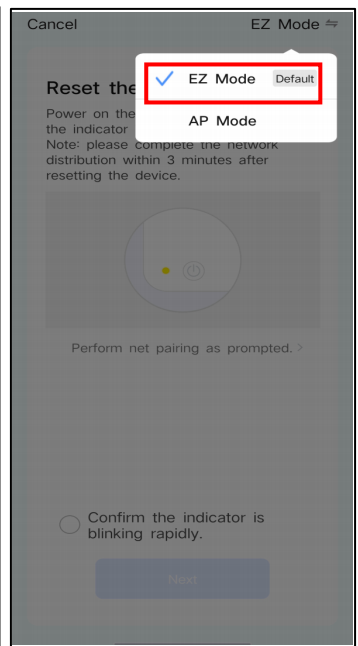 Cancel EZ Mode
Reset the
EZ Mode Default
AP Mode
Power on the
the indicator
Note: please complete the network
distribution within 3 minutes after
resetting the device.
Perform net pairing as prompted. >
Confirm the indicator is
blinking rapidly.
Next